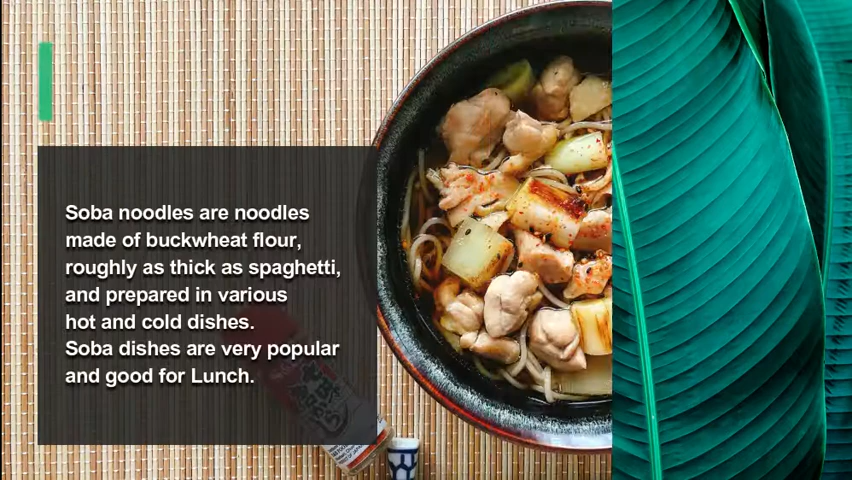 Soba noodles are noodles
made of buckwheat flour,
roughly as thick as spaghetti,
and prepared in various
hot and cold dishes.
Soba dishes are very popular
and good for Lunch.